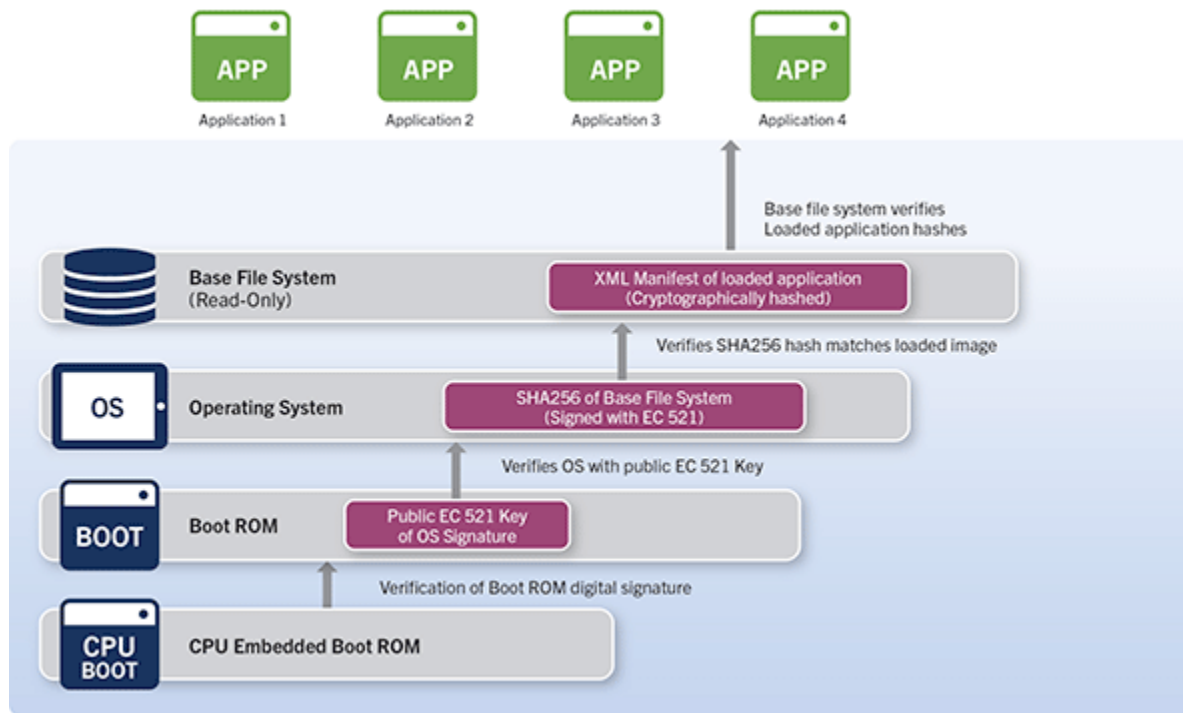 APP
APP
APP
APP
Application 1
Application 2
Application 3
Application 4
Base file system verifies
Loaded application hashes
Base File System
(Read-Only)
XML Manifest of loaded application
(Cryptographically hashed)
Verifies SHA256 hash matches loaded image
OS
Operating System
SHA256 of Base File System
(Signed with EC 521)
Verifies OS with public EC 521 Key
BOOT
Boot ROM
Public EC 521 Key
of OS Signature
Verification of Boot ROM digital signature
CPU
BOOT
CPU Embedded Boot ROM